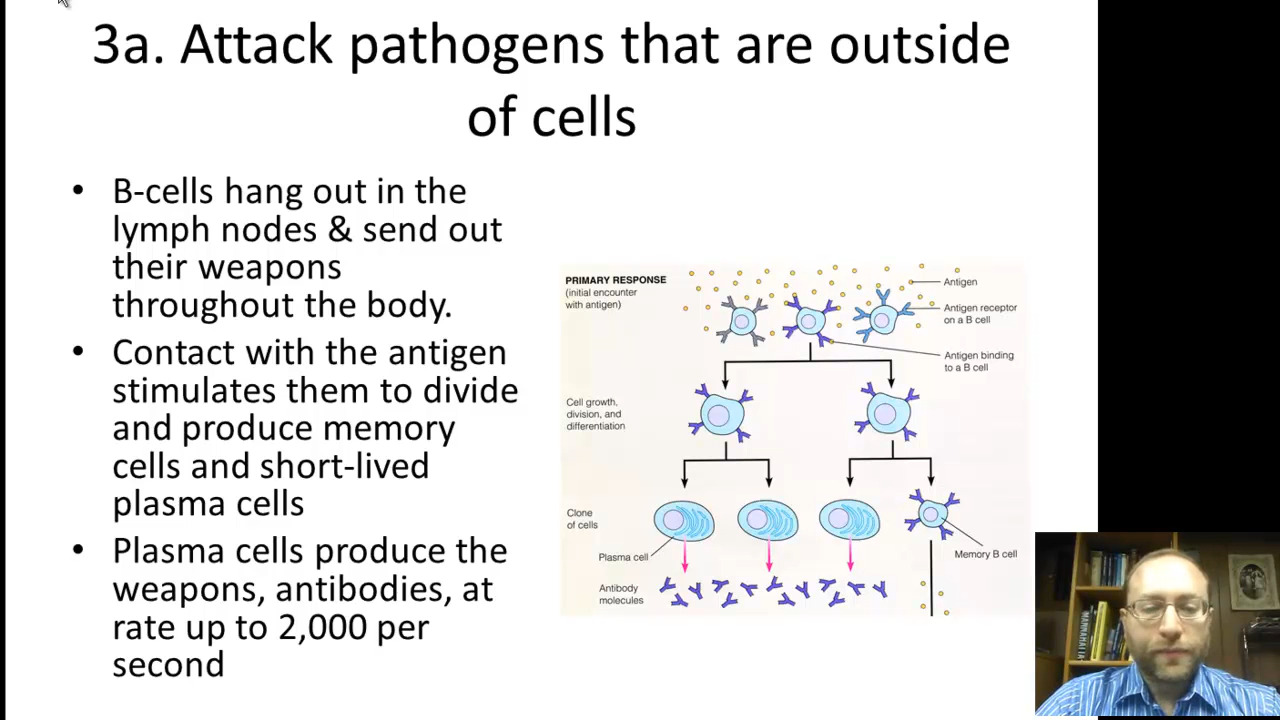 3a. Attack pathogens that are outside
of cells
• B-cells hang out in the
lymph nodes & send out
their weapons
throughout the body.
• Contact with the antigen
stimulates them to divide
and produce memory
cells and short-lived
plasma cells
• Plasma cells produce the
weapons, antibodies, at
rate up to 2,000 per
second
PRIMARY RESPONSE
(initial encounter
with antigen)
Antigen
Antigen receptor
on a B cell
Antigen binding
to a B cell
Cell growth,
division, and
differentiation
Clone
of cells
Plasma cell
Memory B cell
Antibody
molecules
MAMMALIA